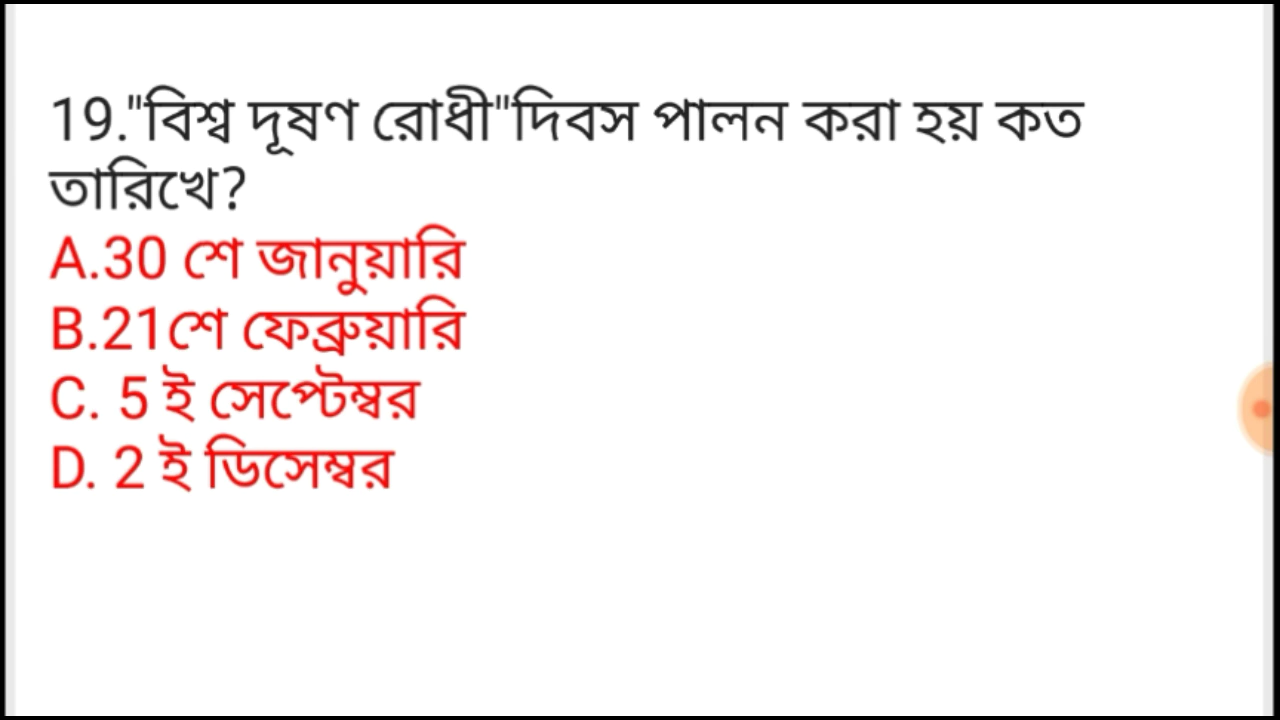 19."বিশ্ব দূষণ রোধী"দিবস পালন করা হয় কত
তারিখে?
A.30 শে জানুয়ারি
B.21শে ফেব্রুয়ারি
C. 5 ই সেপ্টেম্বর
D. 2 ই ডিসেম্বর